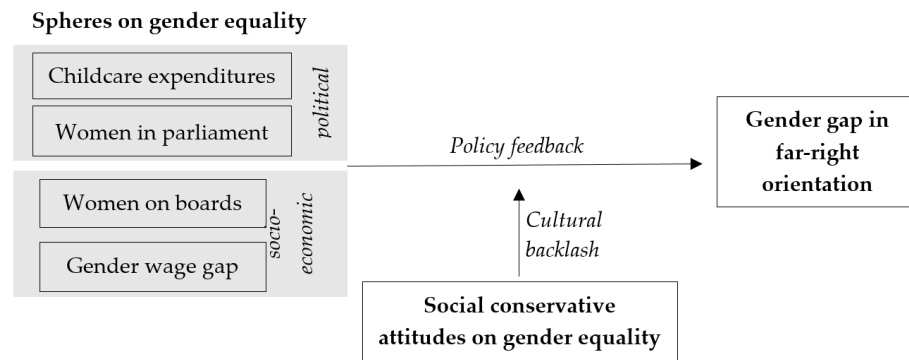 Spheres on gender equality
Childcare expenditures
Women in parliament
political
Women on boards
Gender wage gap
socio-
economic
Policy feedback
Cultural
backlash
Social conservative
attitudes on gender equality
Gender gap in
far-right
orientation